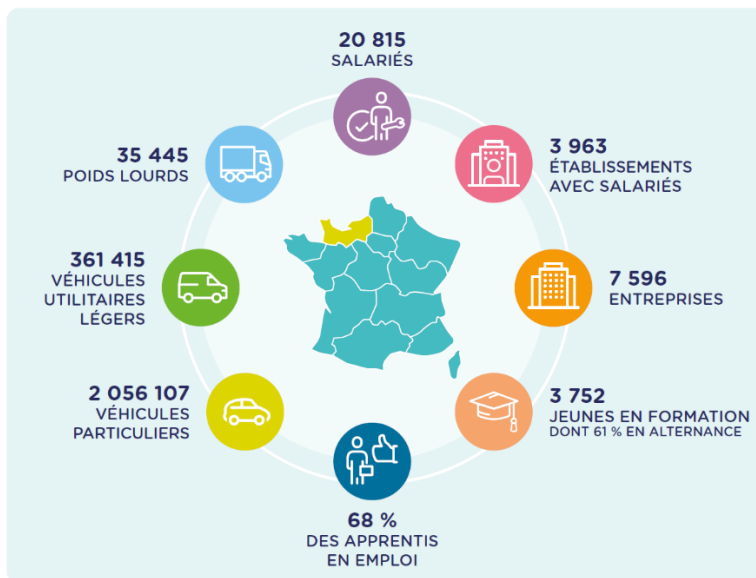 20 815
SALARIÉS
3 963
ÉTABLISSEMENTS
AVEC SALARIÉS
7 596
ENTREPRISES
3 752
JEUNES EN FORMATION
DONT 61 % EN ALTERNANCE
68 %
DES APPRENTIS
EN EMPLOI
2 056 107
VÉHICULES
PARTICULIERS
361 415
VÉHICULES
UTILITAIRES
LÉGERS
35 445
POIDS LOURDS